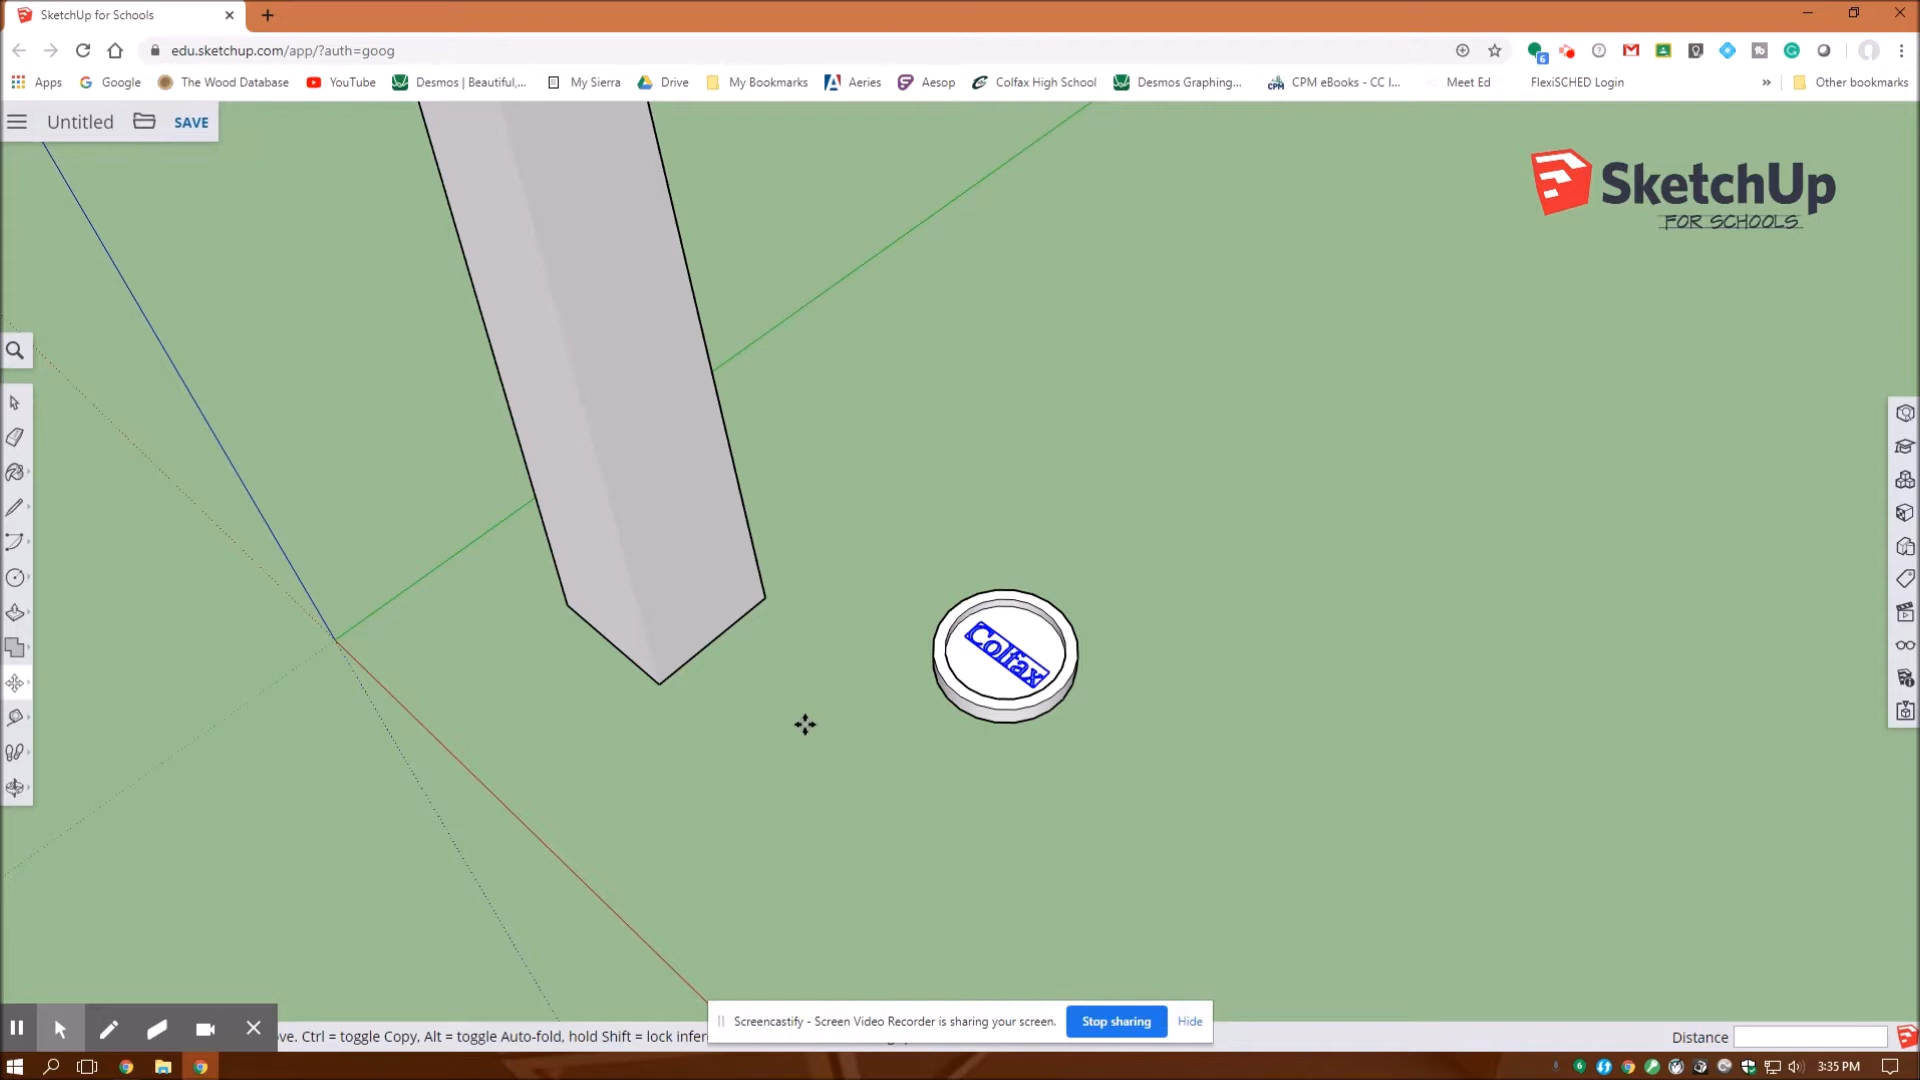 SketchUp for Schools
edu.sketchup.com/app/?auth=goog
Apps Google The Wood Database YouTube Desmos | Beautiful,... My Sierra Drive My Bookmarks Aeries Aesop Colfax High School Desmos Graphing... CPM eBooks - CC I... Meet Ed FlexiSCHED Login » Other bookmarks
Untitled SAVE
SketchUp
FOR SCHOOLS
Colfax
Screencastify - Screen Video Recorder is sharing your screen. Stop sharing Hide
ve. Ctrl = toggle Copy, Alt = toggle Auto-fold, hold Shift = lock infer
Distance
3:35 PM